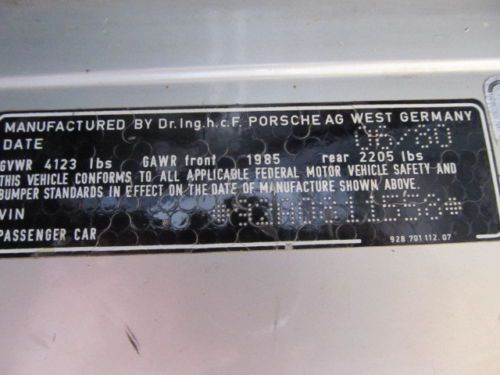 MANUFACTURED BY Dr.Ing.h.c.F. PORSCHE AG WEST GERMANY
DATE 06/80
GVWR 4123 lbs GAWR front 1985 rear 2205 lbs
THIS VEHICLE CONFORMS TO ALL APPLICABLE FEDERAL MOTOR VEHICLE SAFETY AND
BUMPER STANDARDS IN EFFECT ON THE DATE OF MANUFACTURE SHOWN ABOVE.
VIN
PASSENGER CAR
928 701 112.07